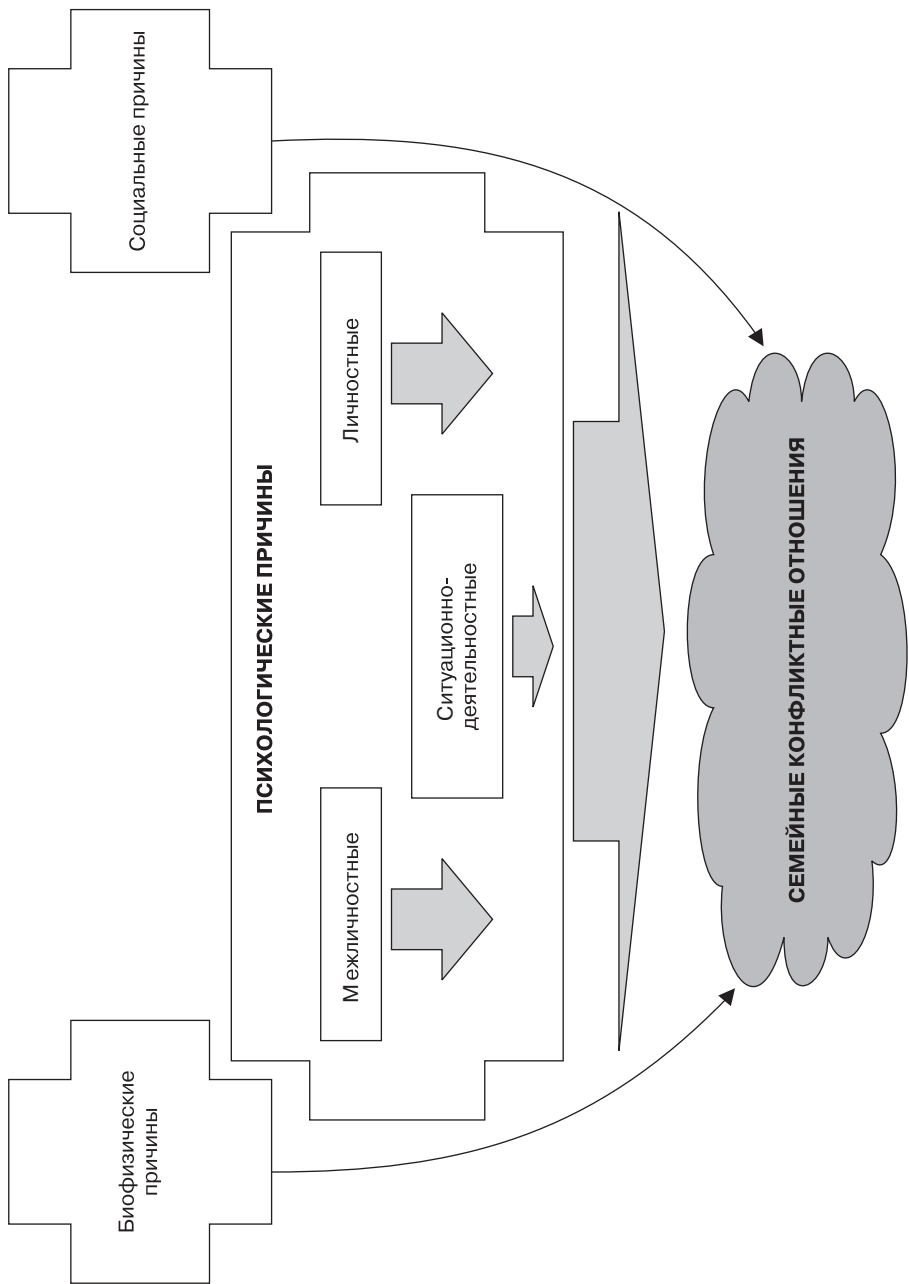 Биофизические
причины
Социальные причины
ПСИХОЛОГИЧЕСКИЕ ПРИЧИНЫ
Межличностные
Личностные
Ситуационно-
деятельностные
СЕМЕЙНЫЕ КОНФЛИКТНЫЕ ОТНОШЕНИЯ